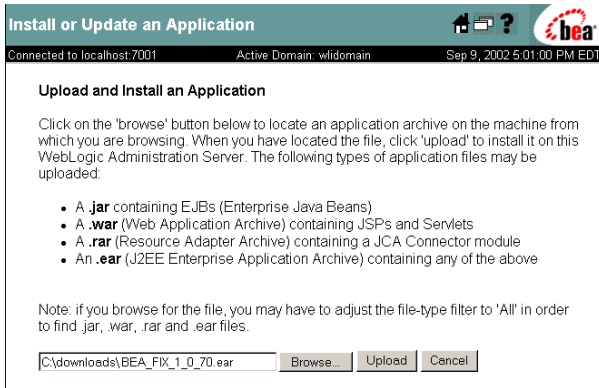 Install or Update an Application
?
bea
Connected to localhost:7001 Active Domain: wlidomain Sep 9, 2002 5:01:00 PM EDT
Upload and Install an Application
Click on the 'browse' button below to locate an application archive on the machine from
which you are browsing. When you have located the file, click 'upload' to install it on this
WebLogic Administration Server. The following types of application files may be
uploaded:
• A .jar containing EJBs (Enterprise Java Beans)
• A .war (Web Application Archive) containing JSPs and Servlets
• A .rar (Resource Adapter Archive) containing a JCA Connector module
• An .ear (J2EE Enterprise Application Archive) containing any of the above
Note: if you browse for the file, you may have to adjust the file-type filter to 'All' in order
to find .jar, .war, .rar and .ear files.
C:\downloads\BEA_FIX_1_0_70.ear Browse... Upload Cancel